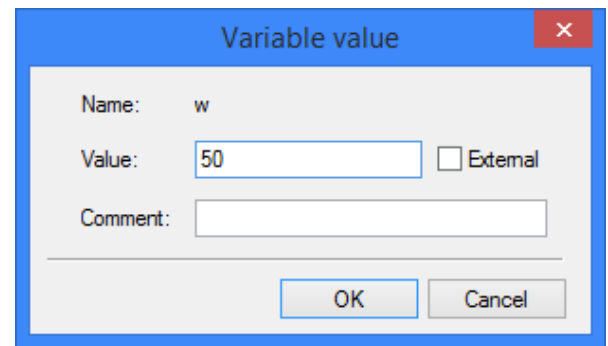 Variable value
Name: w
Value: 50 External
Comment:
OK Cancel